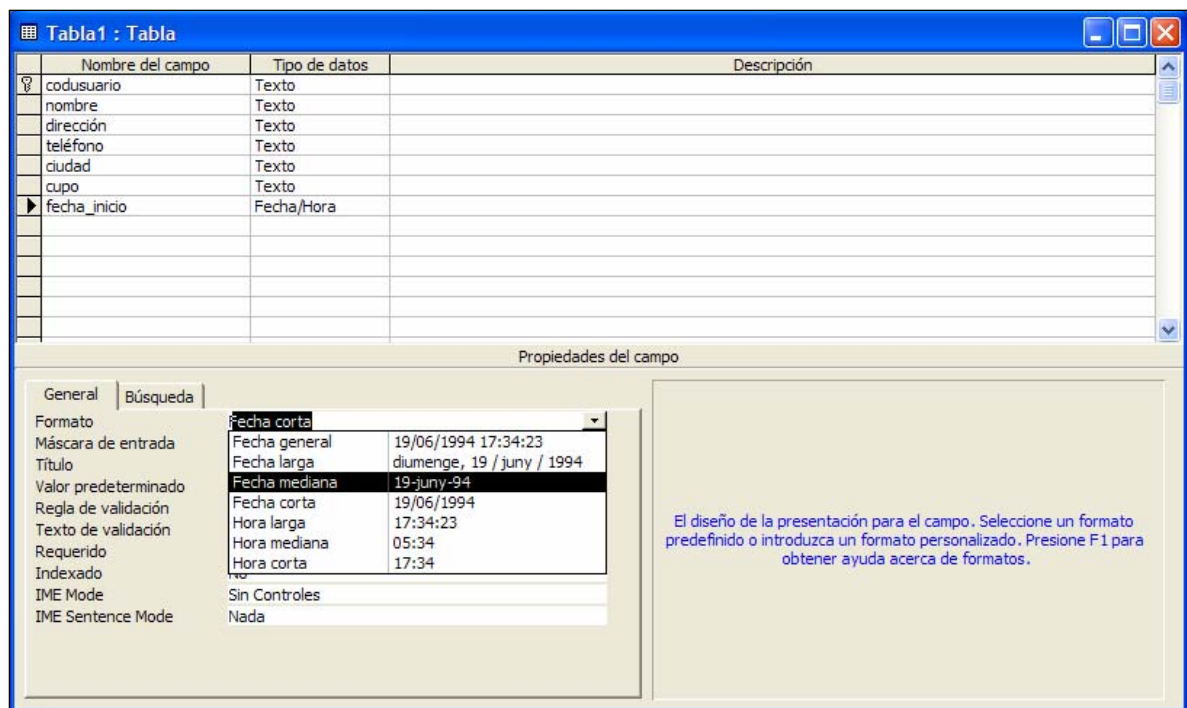 Tabla1 : Tabla
Nombre del campo Tipo de datos Descripción
codusuario Texto
nombre Texto
dirección Texto
teléfono Texto
ciudad Texto
cupo Texto
fecha_inicio Fecha/Hora
Propiedades del campo
General Búsqueda
Formato Fecha corta
Máscara de entrada Fecha general 19/06/1994 17:34:23
Título Fecha larga diumenge, 19 / juny / 1994
Valor predeterminado Fecha mediana 19-juny-94
Regla de validación Fecha corta 19/06/1994
Texto de validación Hora larga 17:34:23
Requerido Hora mediana 05:34
Indexado Hora corta 17:34
IME Mode Sin Controles
IME Sentence Mode Nada
El diseño de la presentación para el campo. Seleccione un formato
predefinido o introduzca un formato personalizado. Presione F1 para
obtener ayuda acerca de formatos.